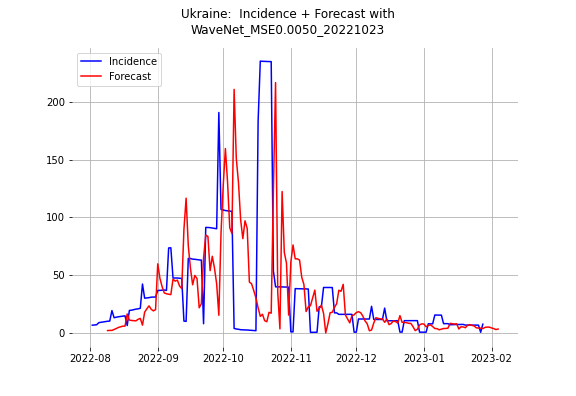 Ukraine:  Incidence + Forecast with
WaveNet_MSE0.0050_20221023
Incidence
Forecast
200
150
100
50
0
2022-08 2022-09 2022-10 2022-11 2022-12 2023-01 2023-02